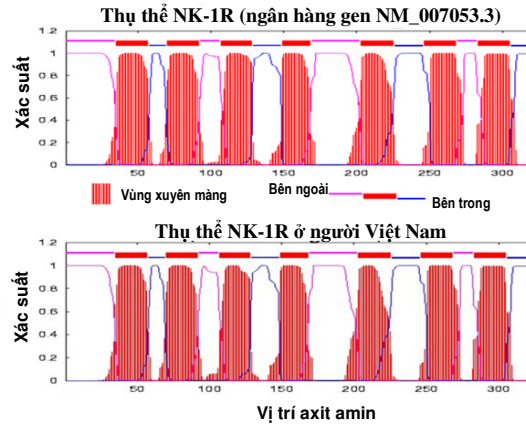 Thụ thể NK-1R (ngân hàng gen NM_007053.3)
1.2
1
0.8
0.6
0.4
0.2
0
Xác suất
50 100 150 200 250 300
Vùng xuyên màng Bên ngoài Bên trong
Thụ thể NK-1R ở người Việt Nam
1.2
1
0.8
0.6
0.4
0.2
0
Xác suất
50 100 150 200 250 300
Vị trí axit amin